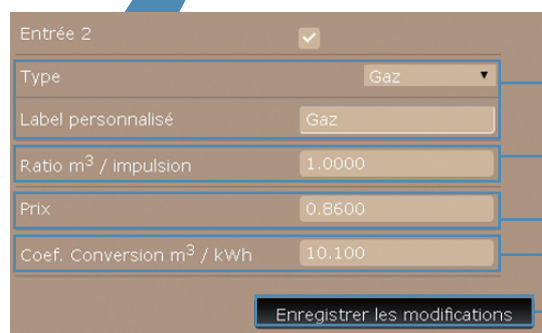 Entrée 2
Type Gaz
Label personnalisé Gaz
Ratio m³ / impulsion 1.0000
Prix 0.8600
Coef. Conversion m³ / kWh 10.100
Enregistrer les modifications